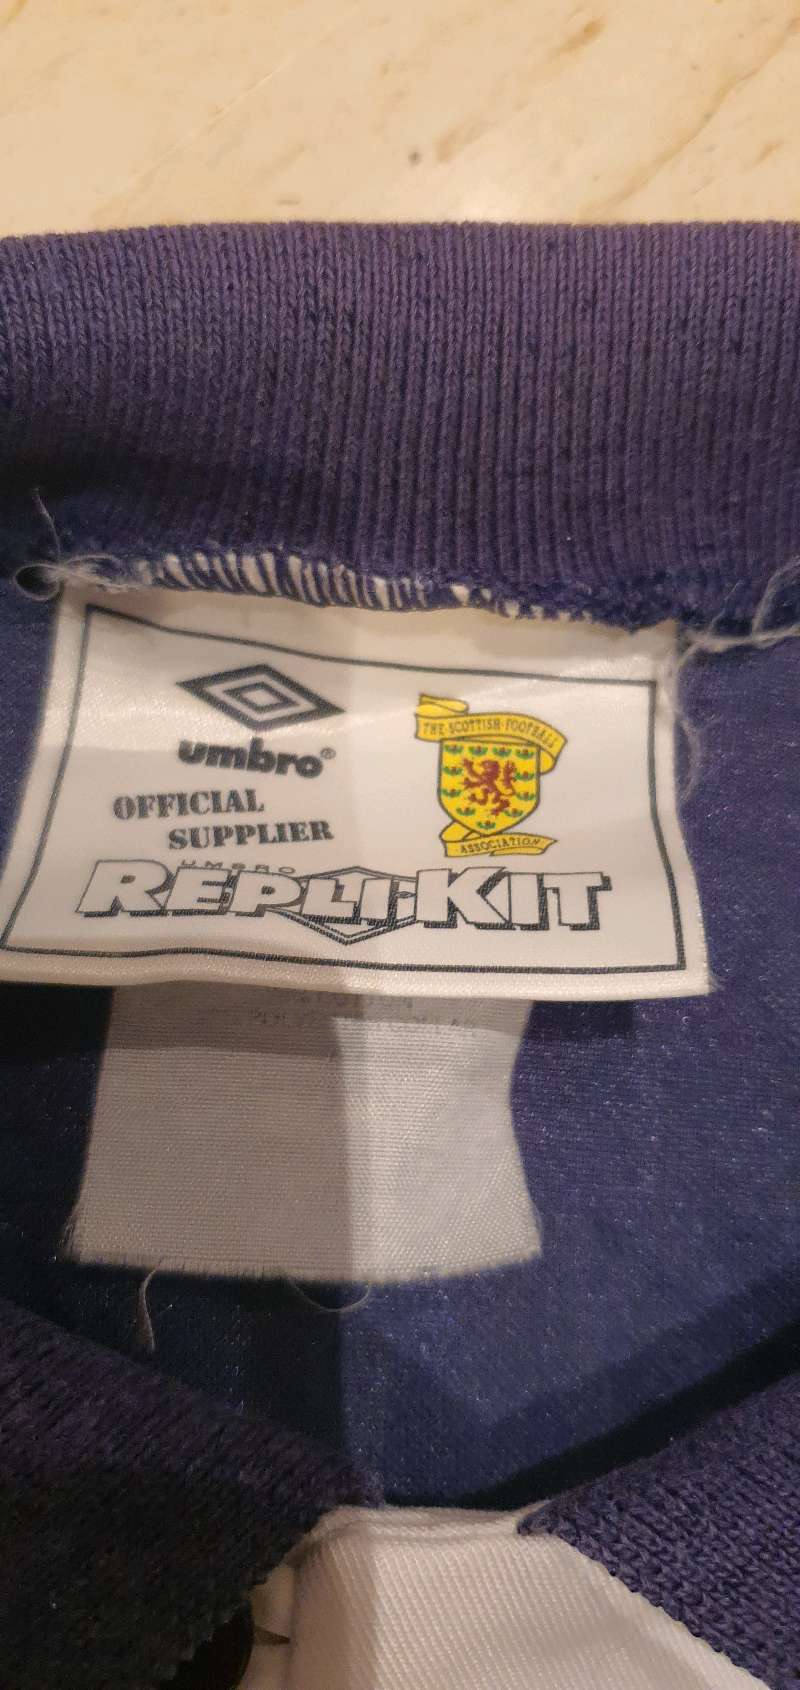 umbro®
OFFICIAL
SUPPLIER
THE·SCOTTISH·FOOTBALL
ASSOCIATION
UMBRO
REPLI·KIT